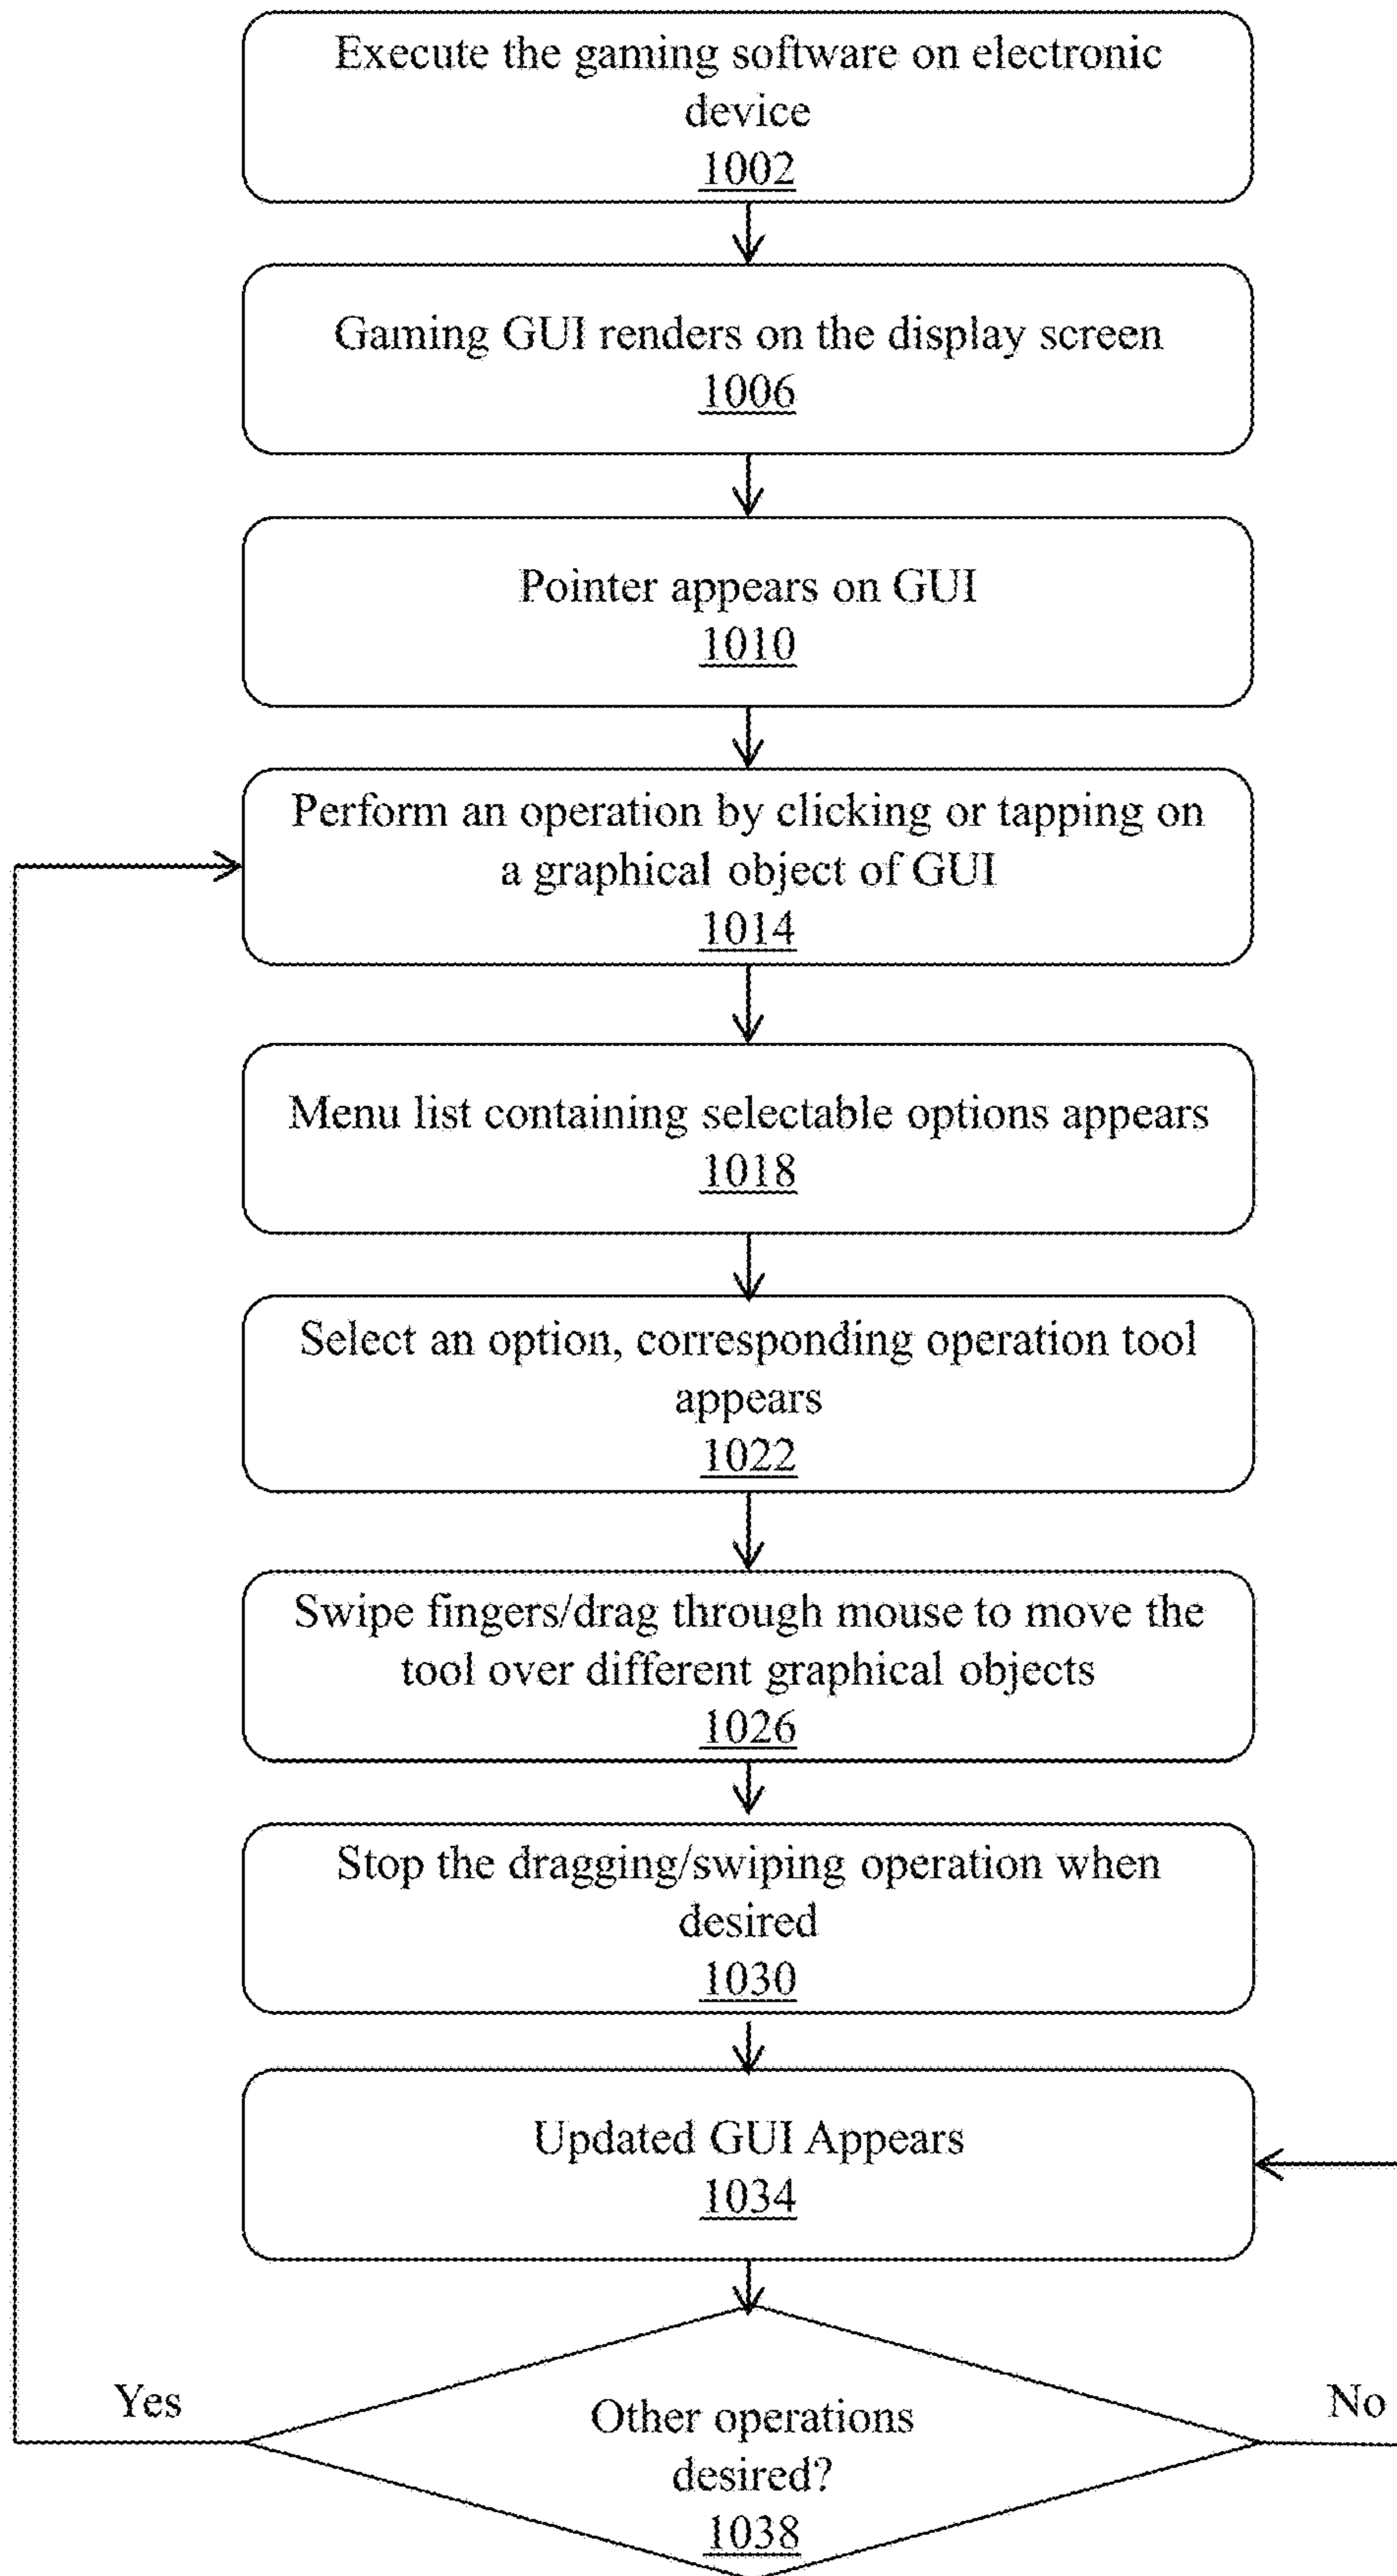 Execute the gaming software on electronic
device
1002
Gaming GUI renders on the display screen
1006
Pointer appears on GUI
1010
Perform an operation by clicking or tapping on
a graphical object of GUI
1014
Menu list containing selectable options appears
1018
Select an option, corresponding operation tool
appears
1022
Swipe fingers/drag through mouse to move the
tool over different graphical objects
1026
Stop the dragging/swiping operation when
desired
1030
Updated GUI Appears
1034
Yes
No
Other operations
desired?
1038